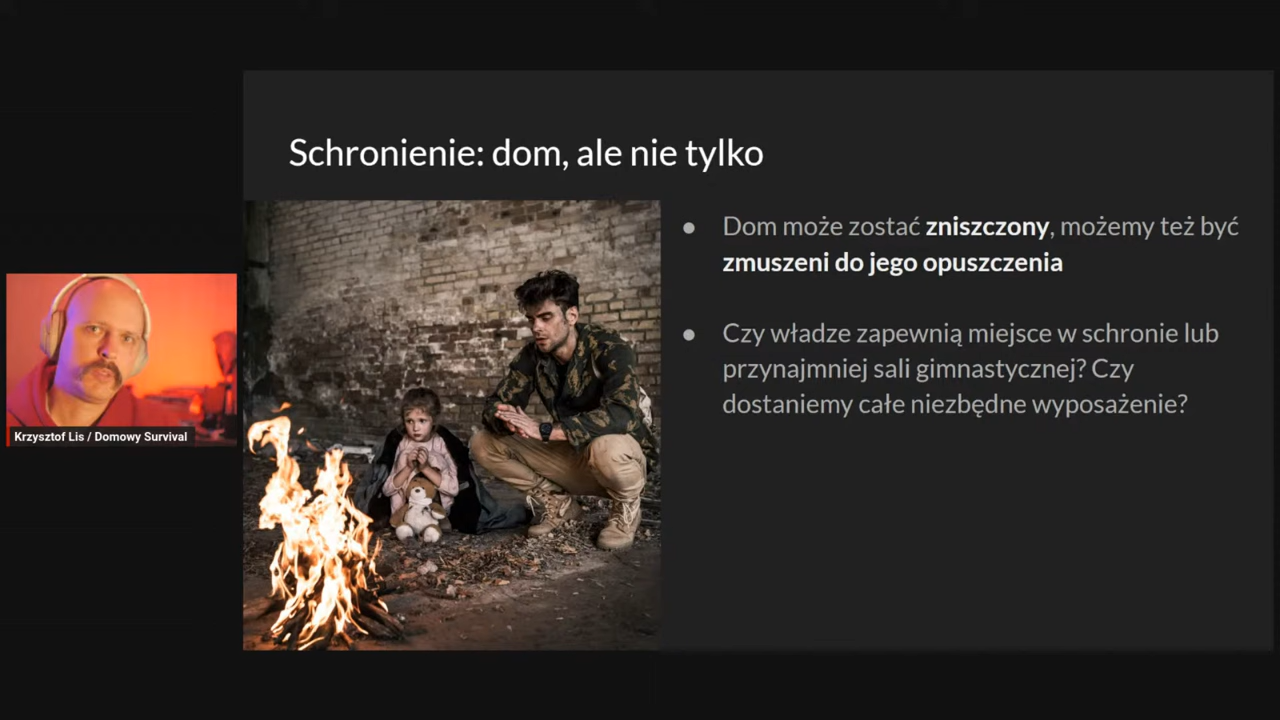 Schronienie: dom, ale nie tylko
● Dom może zostać zniszczony, możemy też być
zmuszeni do jego opuszczenia
● Czy władze zapewnią miejsce w schronie lub
przynajmniej sali gimnastycznej? Czy
dostaniemy całe niezbędne wyposażenie?
Krzysztof Lis / Domowy Survival